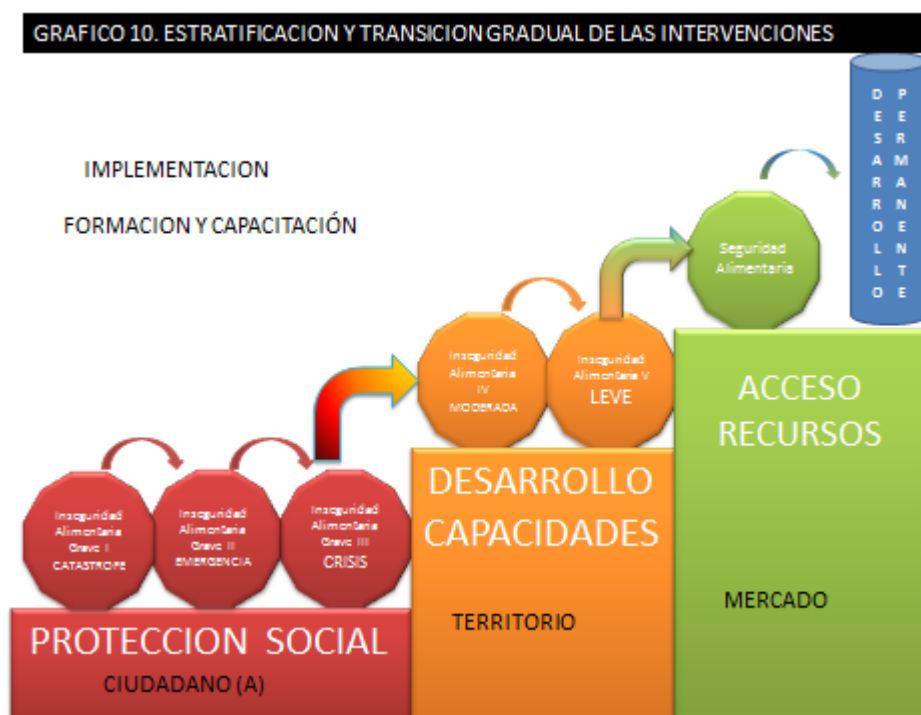 GRAFICO 10. ESTRATIFICACION Y TRANSICION GRADUAL DE LAS INTERVENCIONES
IMPLEMENTACION
FORMACION Y CAPACITACIÓN
Inseguridad
Alimentaria
Grave I
CATASTROFE
Inseguridad
Alimentaria
Grave II
EMERGENCIA
Inseguridad
Alimentaria
Grave III
CRISIS
PROTECCION SOCIAL
CIUDADANO (A)
Inseguridad
Alimentaria
IV
MODERADA
Inseguridad
Alimentaria V
LEVE
DESARROLLO
CAPACIDADES
TERRITORIO
Seguridad
Alimentaria
ACCESO
RECURSOS
MERCADO
DESARROLLO
PERMANENTE